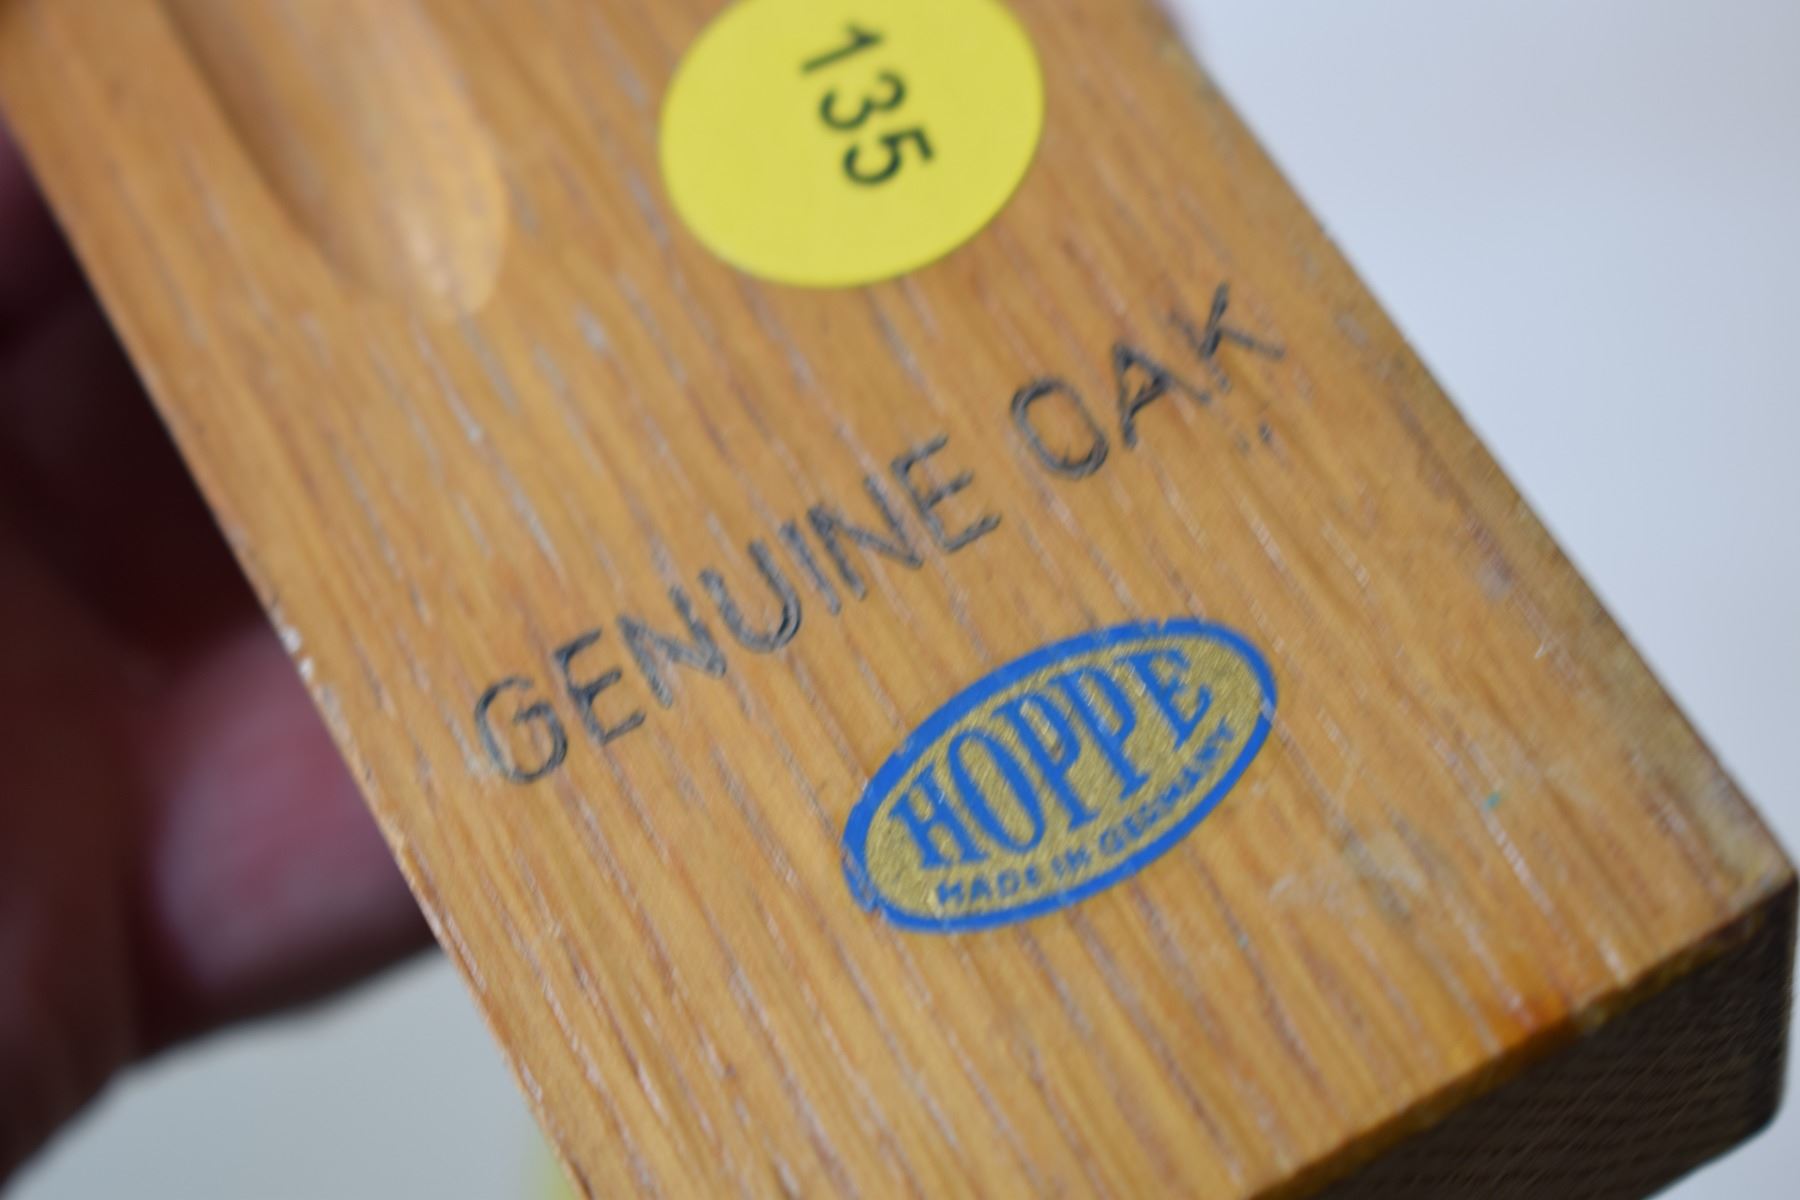 135
GENUINE OAK
HOPPE
MADE IN GERMANY